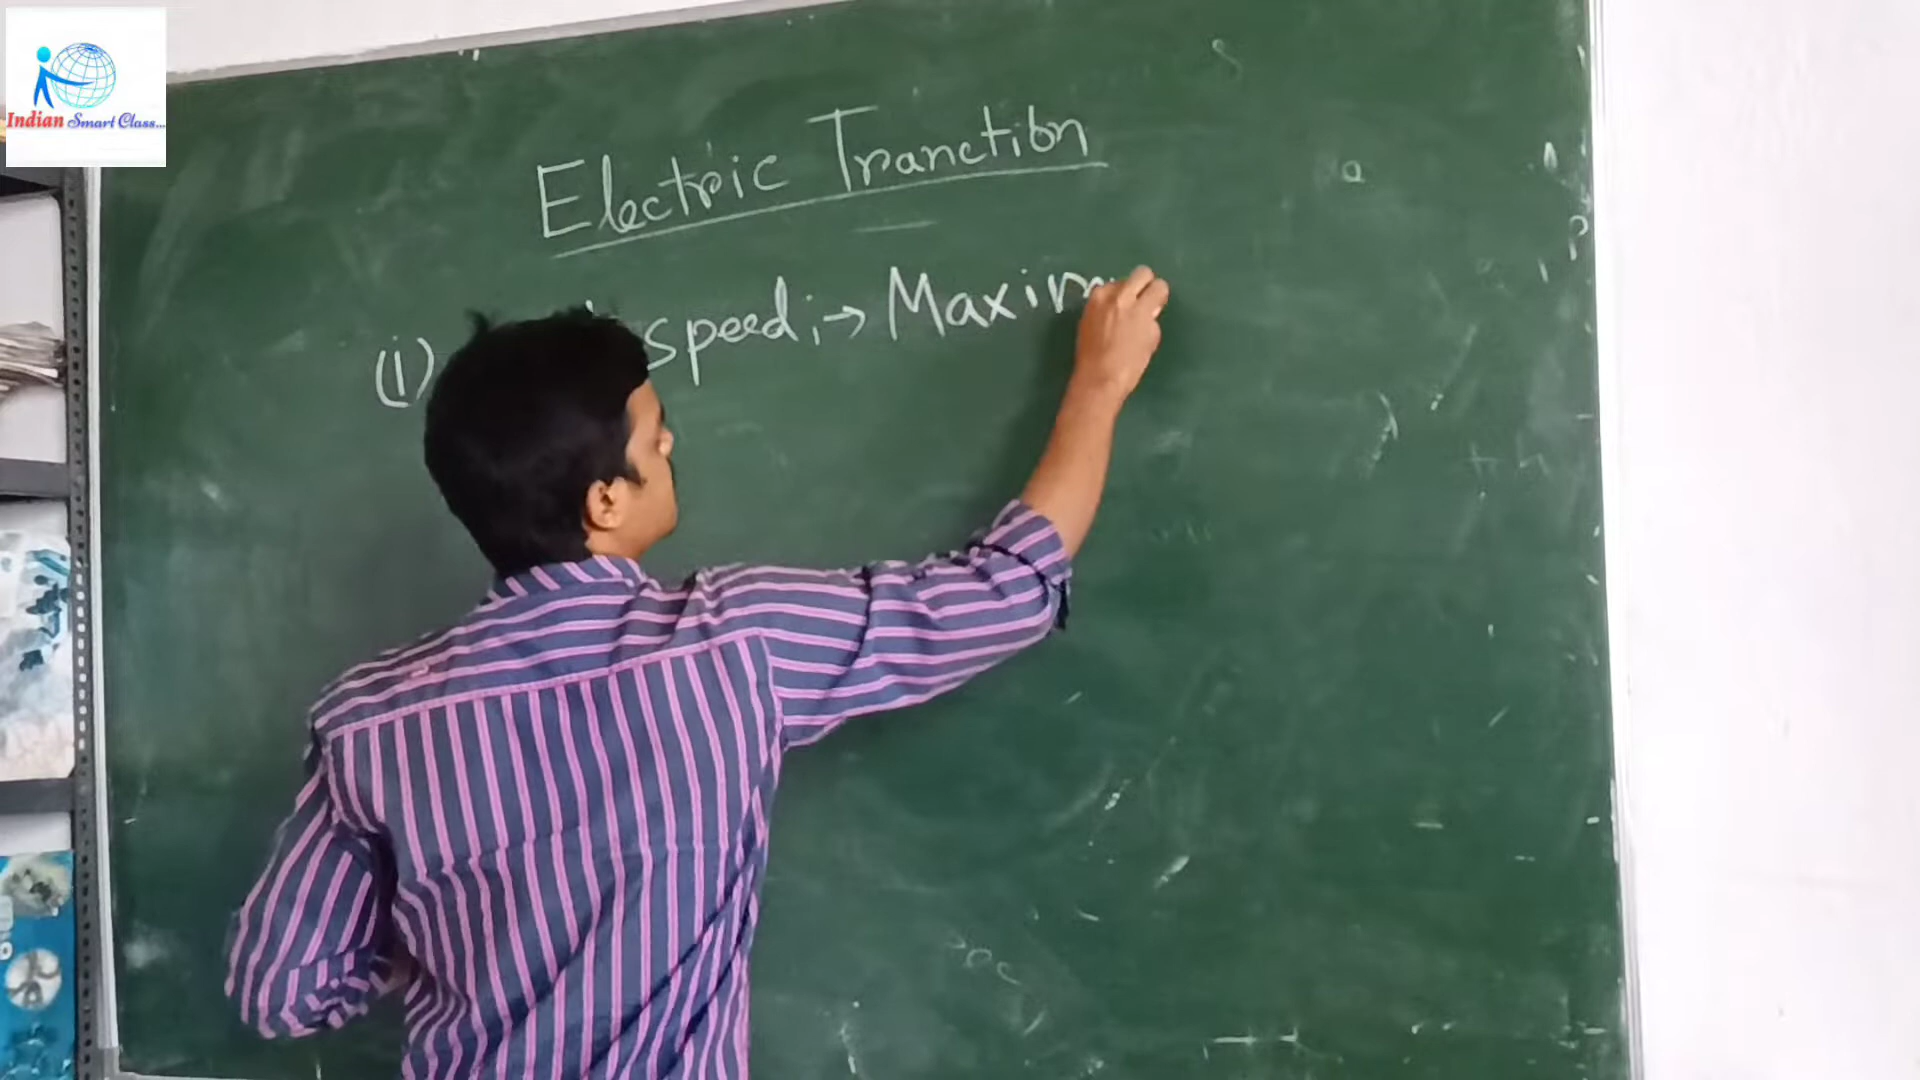 Indian Smart Class...
Electric Tranction
(i) speed;→ Maxim